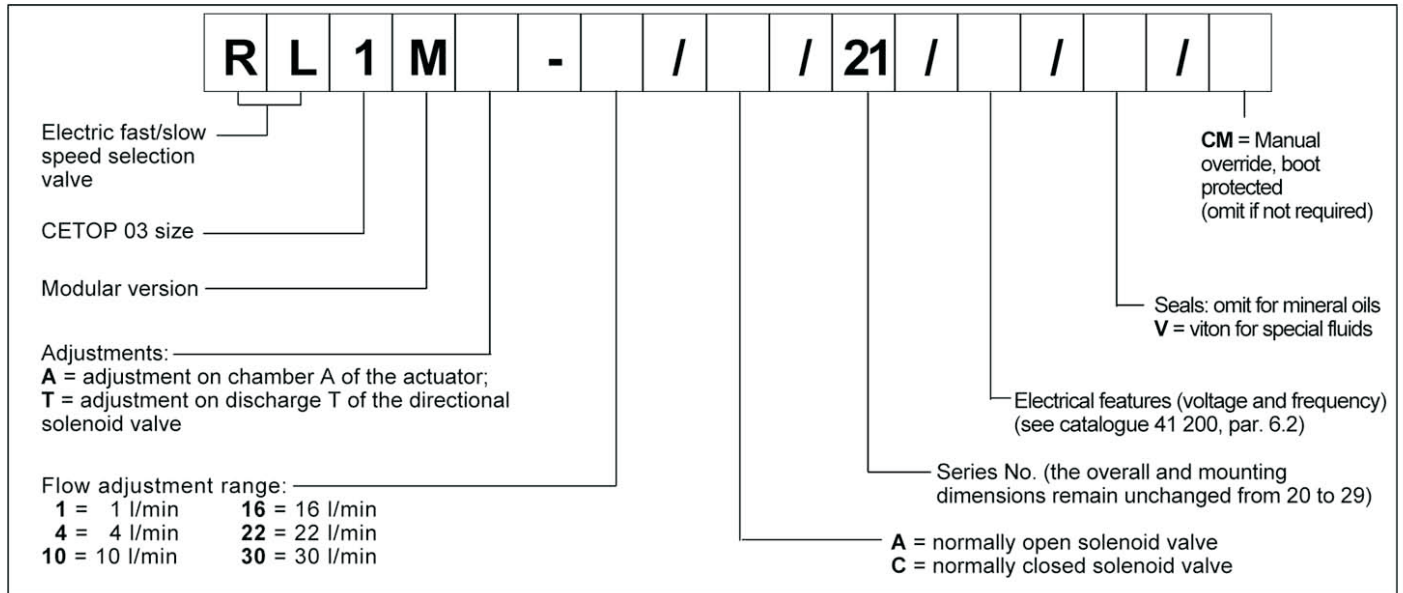 R L 1 M - / / 21 / / /
Electric fast/slow
speed selection
valve
CETOP 03 size
Modular version
Adjustments:
A = adjustment on chamber A of the actuator;
T = adjustment on discharge T of the directional
solenoid valve
Flow adjustment range:
1 = 1 l/min 16 = 16 l/min
4 = 4 l/min 22 = 22 l/min
10 = 10 l/min 30 = 30 l/min
CM = Manual
override, boot
protected
(omit if not required)
Seals: omit for mineral oils
V = viton for special fluids
Electrical features (voltage and frequency)
(see catalogue 41 200, par. 6.2)
Series No. (the overall and mounting
dimensions remain unchanged from 20 to 29)
A = normally open solenoid valve
C = normally closed solenoid valve